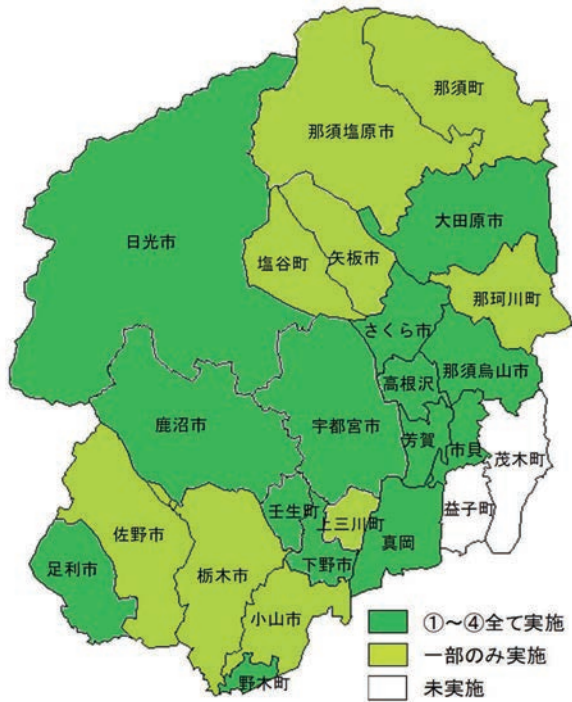 那須町
那須塩原市
大田原市
日光市
塩谷町
矢板市
那珂川町
さくら市
高根沢
那須烏山市
鹿沼市
宇都宮市
芳賀
市貝
茂木町
壬生町
上三川町
益子町
佐野市
真岡
足利市
下野市
栃木市
小山市
野木町
①～④全て実施
一部のみ実施
未実施